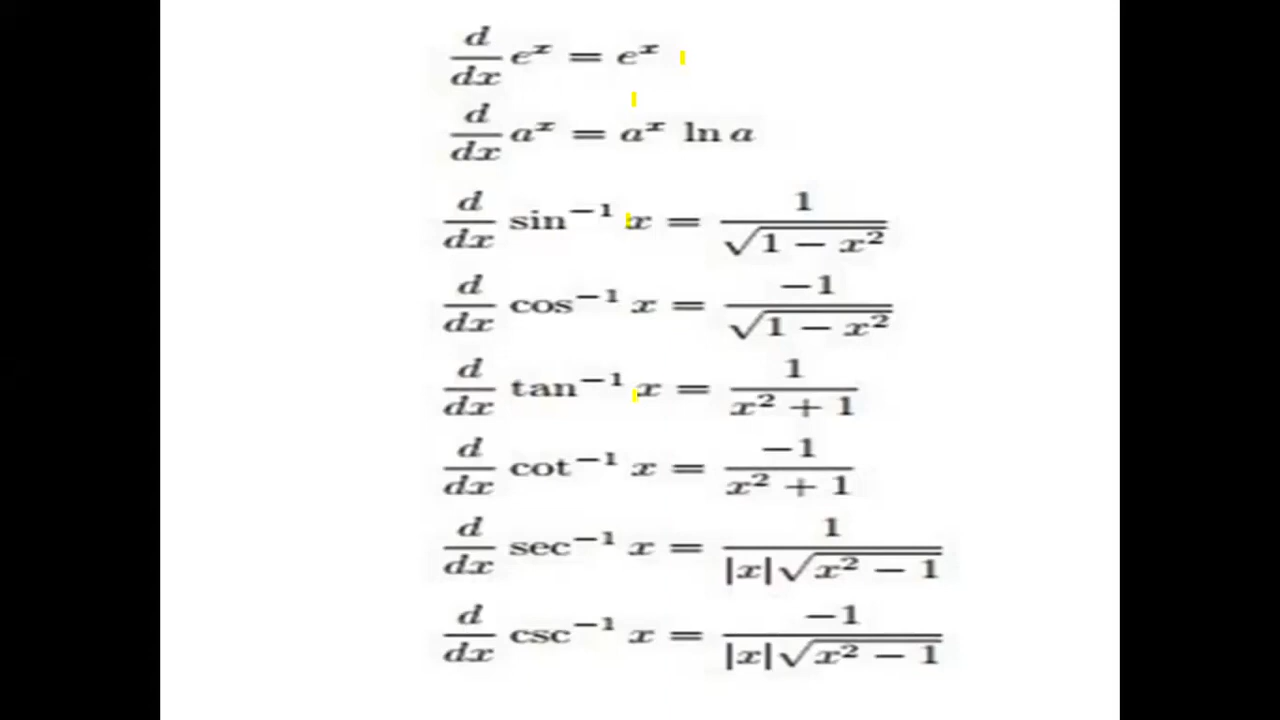 d/dx e^x = e^x
d/dx a^x = a^x ln a
d/dx sin^−1 x = 1/√(1 − x^2)
d/dx cos^−1 x = −1/√(1 − x^2)
d/dx tan^−1 x = 1/(x^2 + 1)
d/dx cot^−1 x = −1/(x^2 + 1)
d/dx sec^−1 x = 1/(|x|√(x^2 − 1))
d/dx csc^−1 x = −1/(|x|√(x^2 − 1))